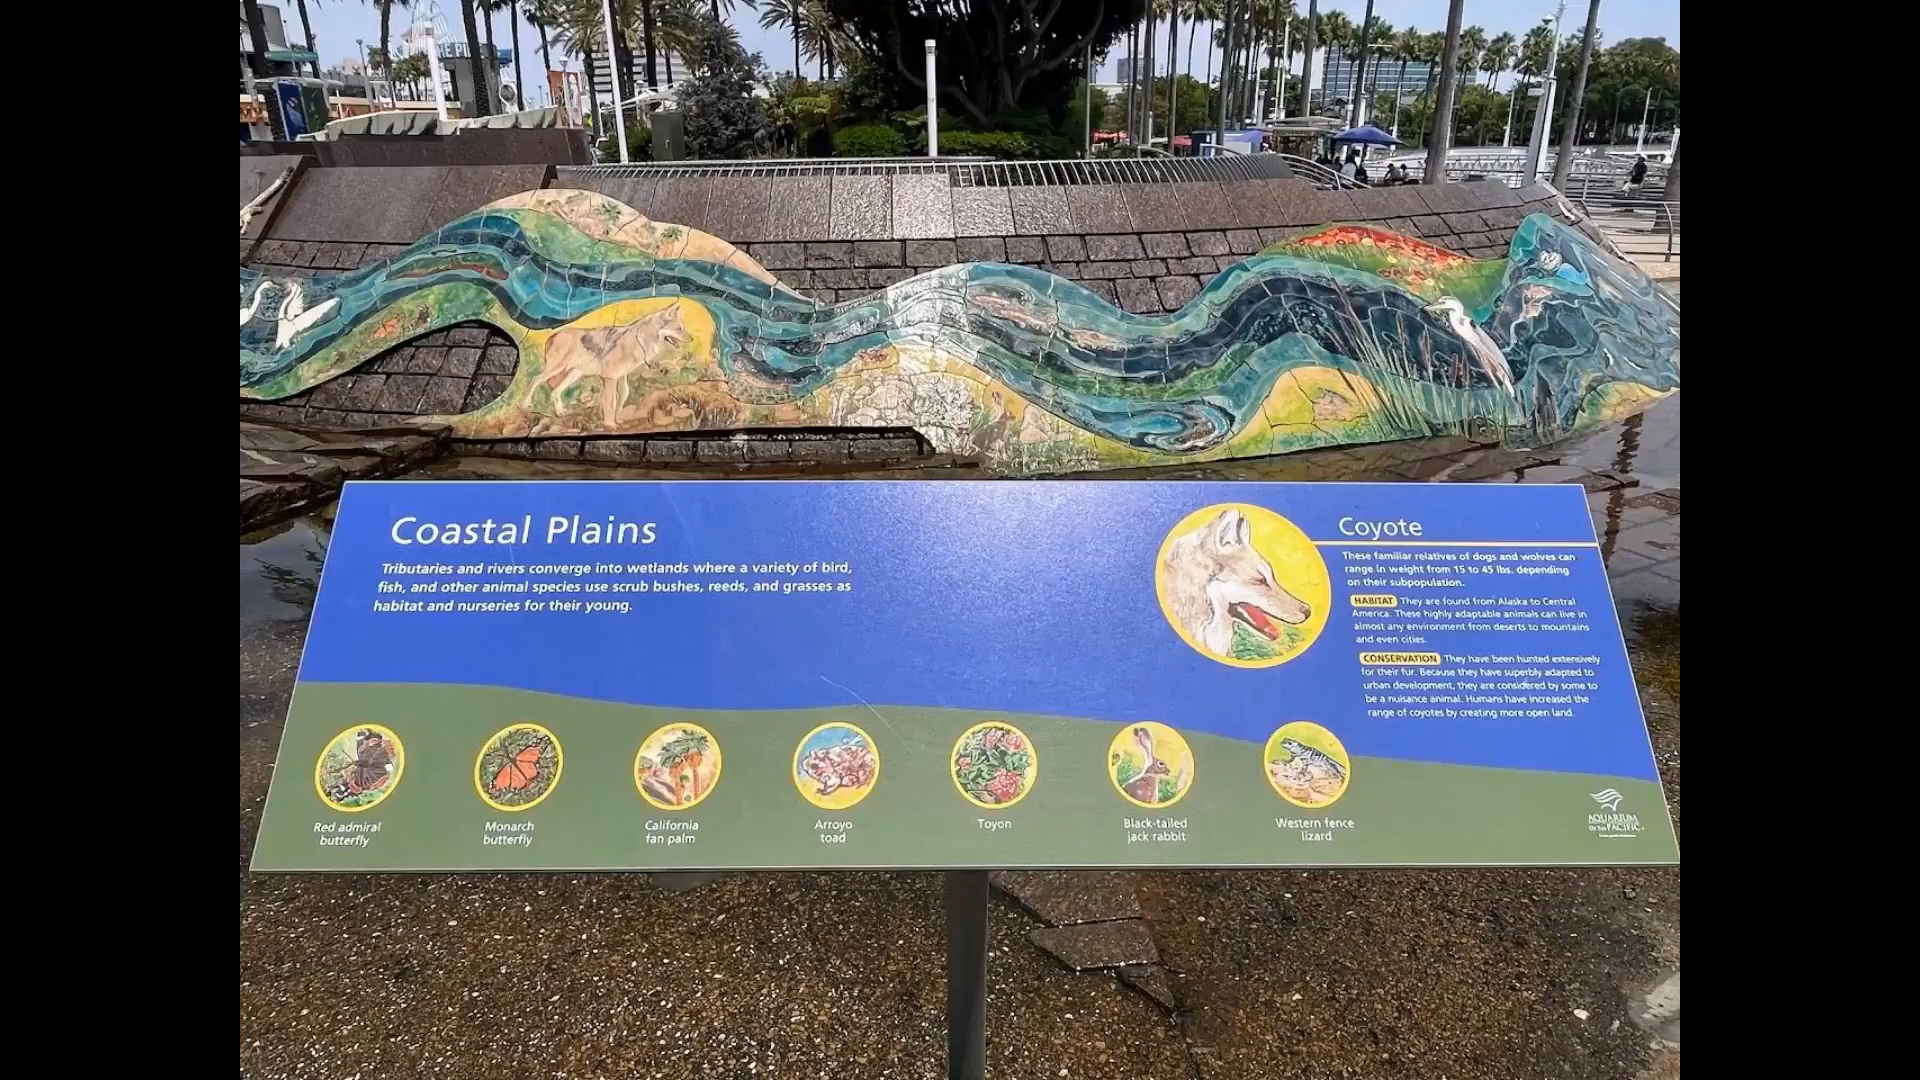 Coastal Plains
Tributaries and rivers converge into wetlands where a variety of bird,
fish, and other animal species use scrub bushes, reeds, and grasses as
habitat and nurseries for their young.
Coyote
These familiar relatives of dogs and wolves can
range in weight from 15 to 45 lbs. depending
on their subpopulation.
HABITAT They are found from Alaska to Central
America. These highly adaptable animals can live in
almost any environment from deserts to mountains
and even cities.
CONSERVATION They have been hunted extensively
for their fur. Because they have superbly adapted to
urban development, they are considered by some to
be a nuisance animal. Humans have increased the
range of coyotes by creating more open land.
Red admiral
butterfly
Monarch
butterfly
California
fan palm
Arroyo
toad
Toyon
Black-tailed
jack rabbit
Western fence
lizard
AQUARIUM
OF THE PACIFIC